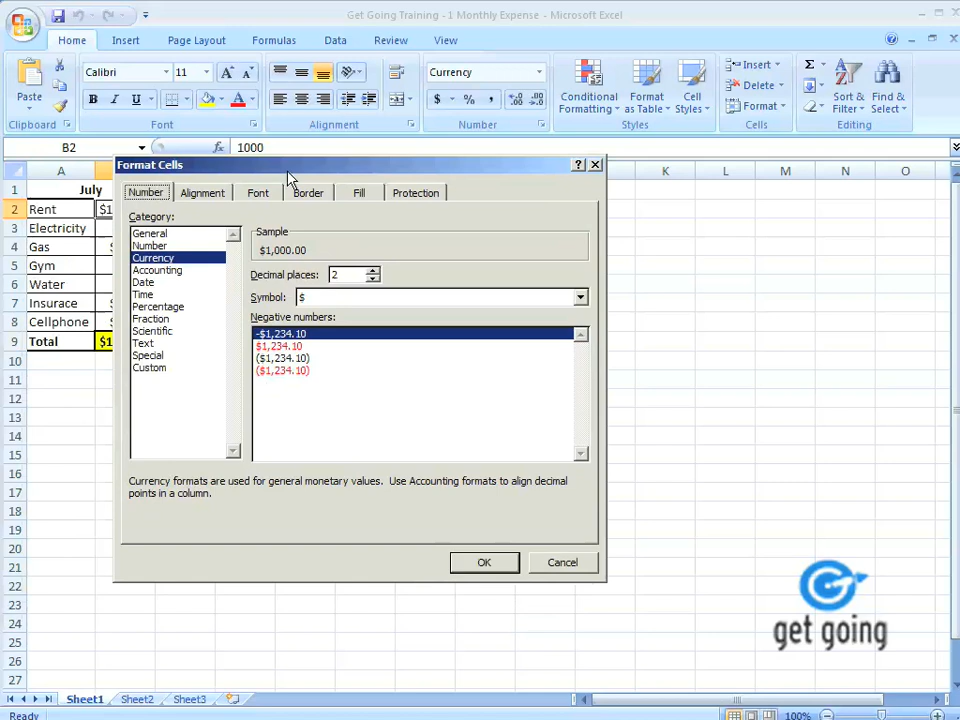 Get Going Training - 1 Monthly Expense - Microsoft Excel
Home Insert Page Layout Formulas Data Review View
Paste
Calibri 11
B I U A
Currency
$ % ,
Conditional Formatting
Format as Table
Cell Styles
Insert
Delete
Format
Σ
Sort & Filter
Find & Select
Clipboard Font Alignment Number Styles Cells Editing
B2 fx 1000
A K L M N O
1 July
2 Rent $1
3 Electricity
4 Gas
5 Gym
6 Water
7 Insurace
8 Cellphone
9 Total $1
10
11
12
13
14
15
16
17
18
19
20
21
22
23
24
25
26
27
Format Cells
Number Alignment Font Border Fill Protection
Category:
General
Number
Currency
Accounting
Date
Time
Percentage
Fraction
Scientific
Text
Special
Custom
Sample
$1,000.00
Decimal places: 2
Symbol: $
Negative numbers:
-$1,234.10
$1,234.10
($1,234.10)
($1,234.10)
Currency formats are used for general monetary values. Use Accounting formats to align decimal
points in a column.
OK Cancel
get going
Sheet1 Sheet2 Sheet3
Ready 100%